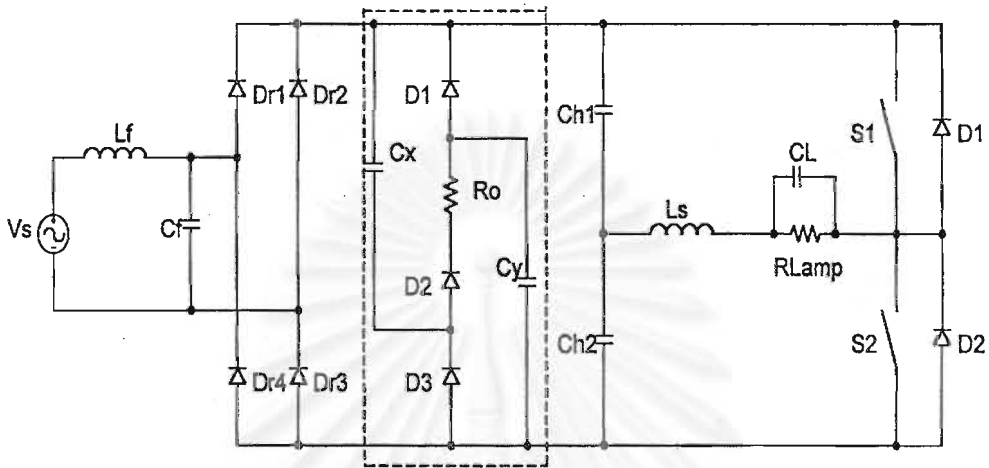 Dr1
Dr2
D1
Ch1
S1
D1
Lf
Cx
CL
Ro
Ls
Vs
Cf
RLamp
D2
Cy
Ch2
S2
D2
Dr4
Dr3
D3